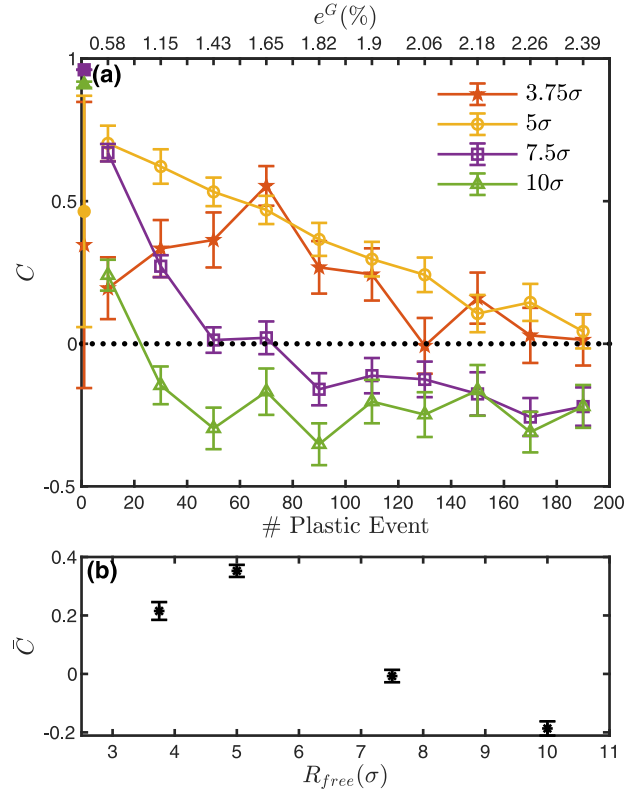 e^G(%)
0.58 1.15 1.43 1.65 1.82 1.9 2.06 2.18 2.26 2.39
1
(a)
3.75σ
5σ
7.5σ
10σ
0.5
C
0
-0.5
0 20 40 60 80 100 120 140 160 180 200
# Plastic Event
0.4
(b)
0.2
C̄
0
-0.2
3 4 5 6 7 8 9 10 11
R_{free}(σ)